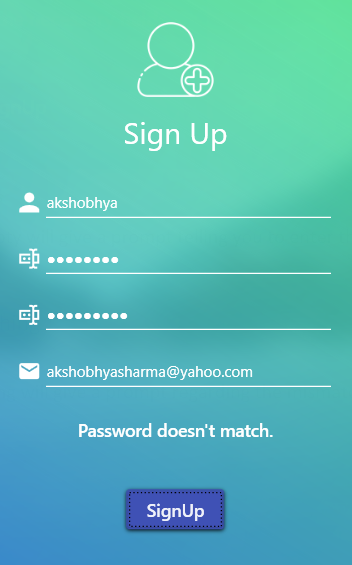 Sign Up
akshobhya
••••••••
•••••••••
akshobhyasharma@yahoo.com
Password doesn't match.
SignUp